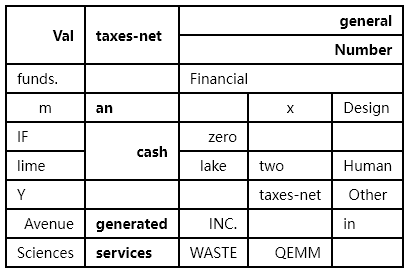 Val taxes-net general
Number
funds. Financial
m an x Design
IF cash zero
lime lake two Human
Y taxes-net Other
Avenue generated INC. in
Sciences services WASTE QEMM